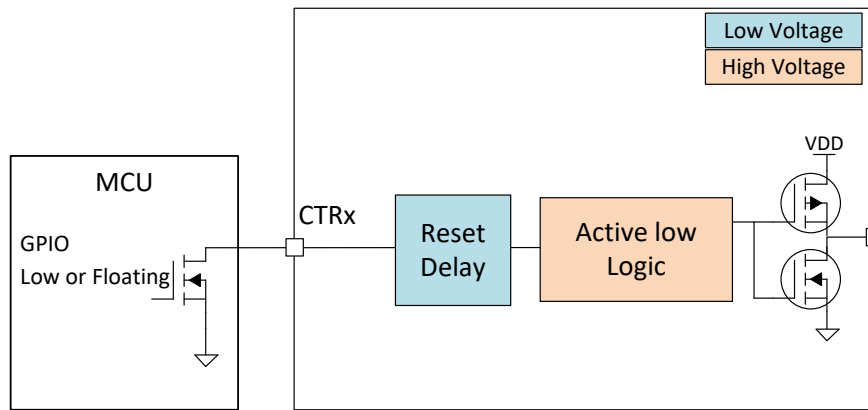 Low Voltage
High Voltage
VDD
MCU
CTRx
GPIO
Low or Floating
Reset
Delay
Active low
Logic